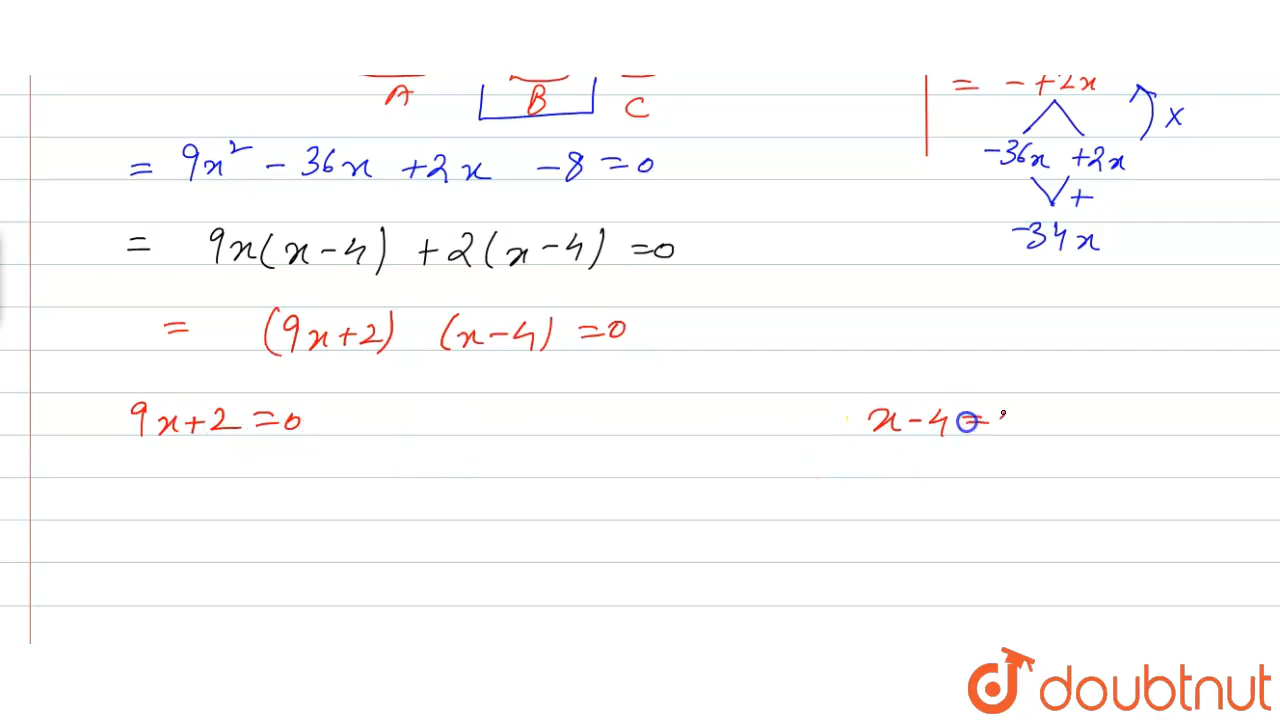 A B C
= 9x² - 36x + 2x - 8 = 0
= 9x(x - 4) + 2(x - 4) = 0
= (9x + 2) (x - 4) = 0
9x + 2 = 0
x - 4 =
=
-36x +2x
x
+
-34x
doubtnut